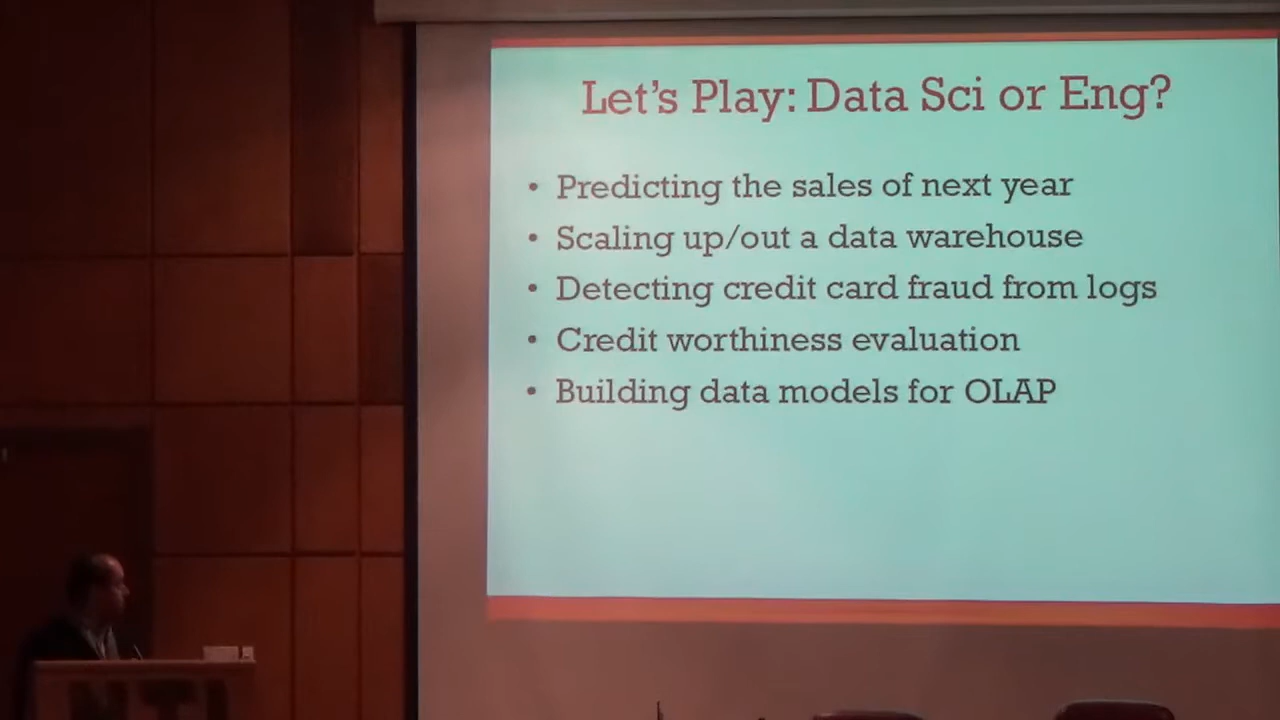 Let's Play: Data Sci or Eng?
• Predicting the sales of next year
• Scaling up/out a data warehouse
• Detecting credit card fraud from logs
• Credit worthiness evaluation
• Building data models for OLAP